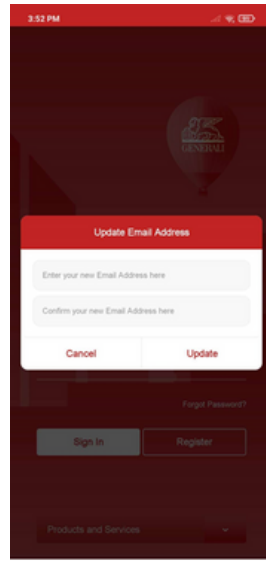 3:52 PM
GENERALI
Update Email Address
Enter your new Email Address here
Confirm your new Email Address here
Cancel
Update
Forgot Password?
Sign In
Register
Products and Services